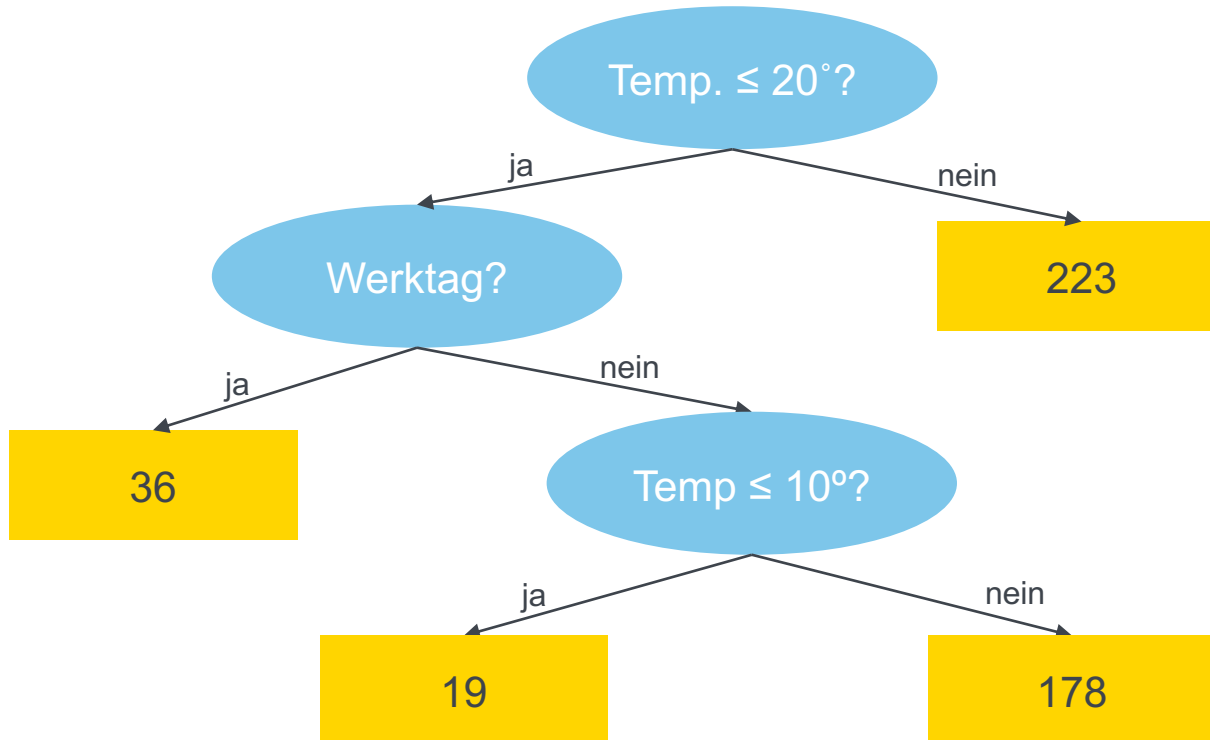 Temp. ≤ 20˚?
ja
nein
Werktag?
223
ja
nein
36
Temp ≤ 10º?
ja
nein
19
178